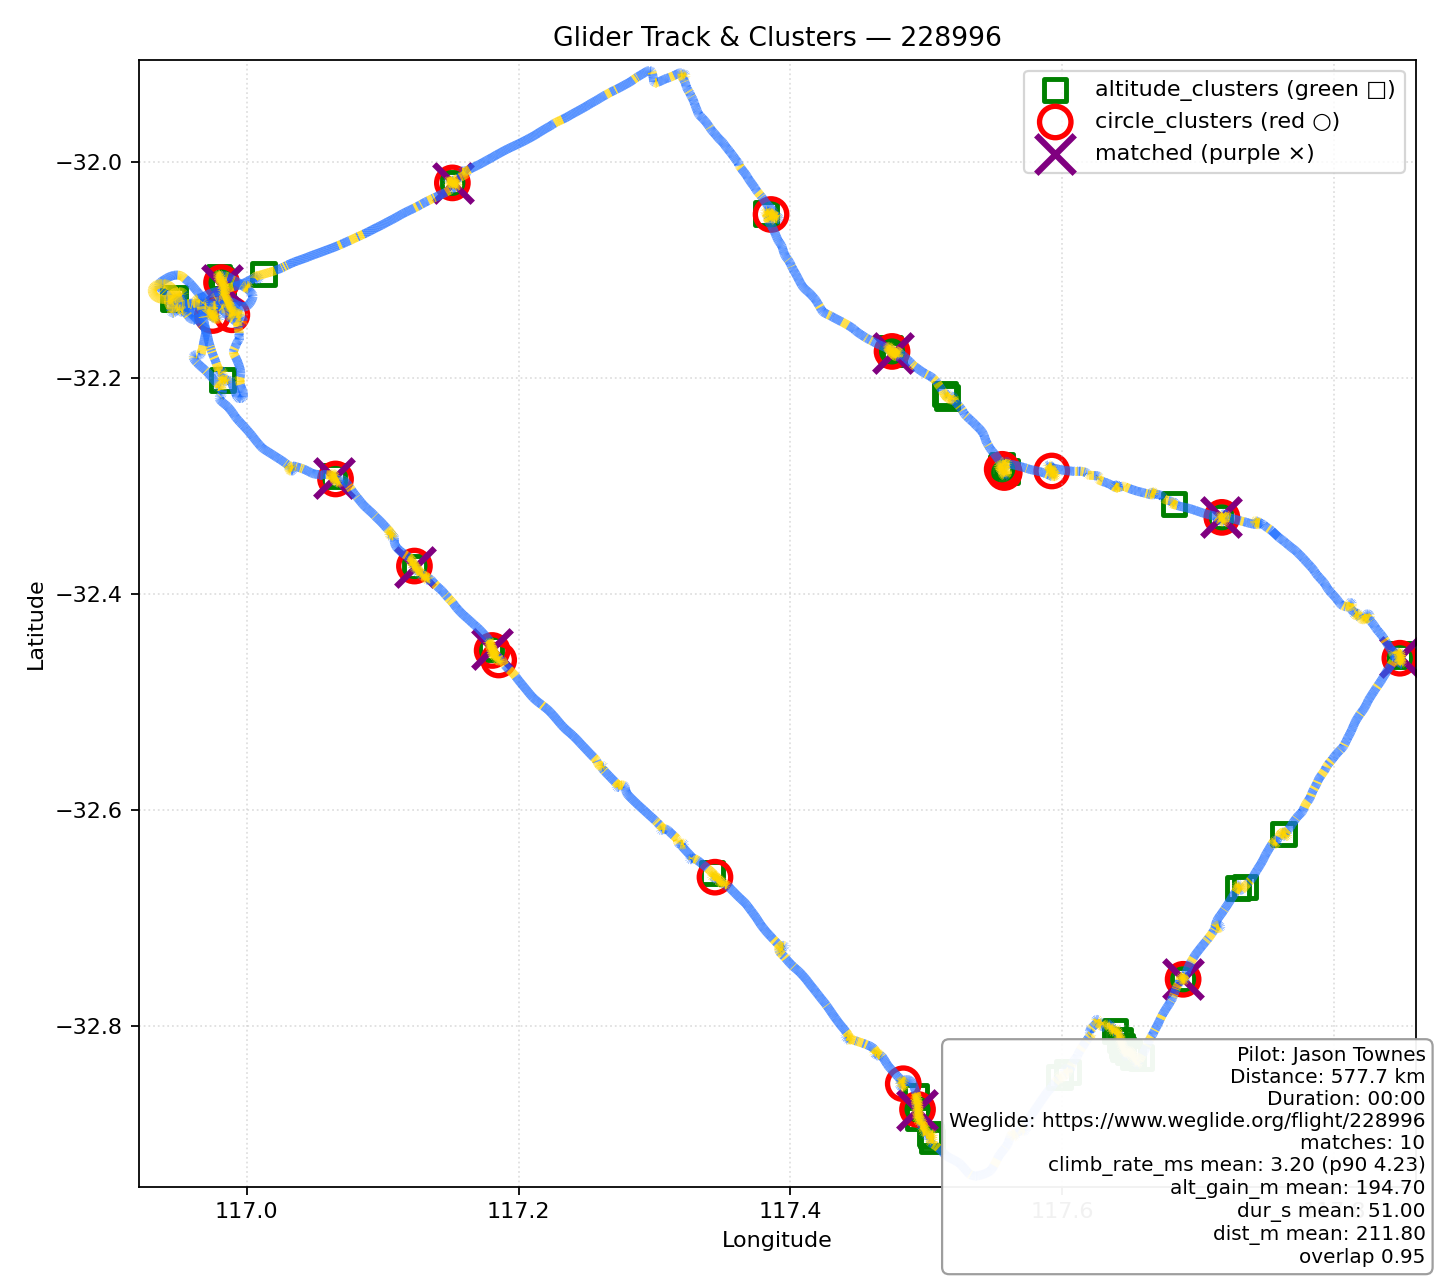 Glider Track & Clusters — 228996
altitude_clusters (green □)
circle_clusters (red ○)
matched (purple ×)
−32.0
−32.2
−32.4
−32.6
−32.8
Latitude
117.0
117.2
117.4
117.6
Longitude
Pilot: Jason Townes
Distance: 577.7 km
Duration: 00:00
Weglide: https://www.weglide.org/flight/228996
matches: 10
climb_rate_ms mean: 3.20 (p90 4.23)
alt_gain_m mean: 194.70
dur_s mean: 51.00
dist_m mean: 211.80
overlap 0.95